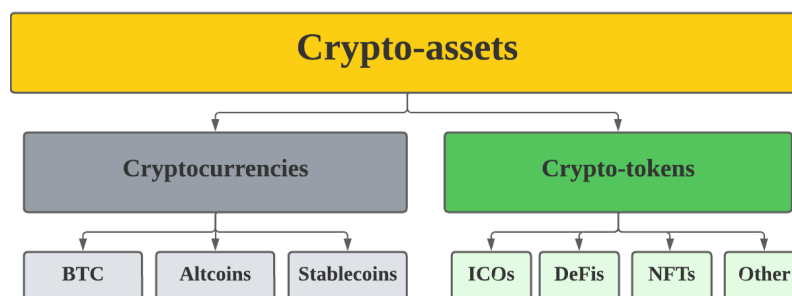 Crypto-assets
Cryptocurrencies Crypto-tokens
BTC Altcoins Stablecoins ICOs DeFis NFTs Other